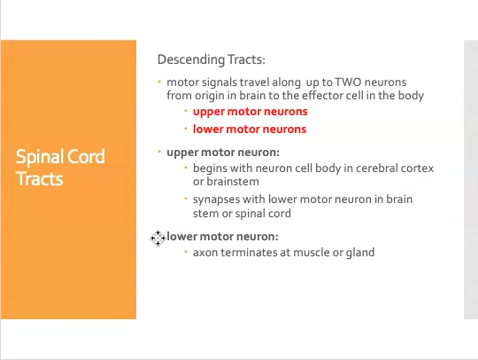 Spinal Cord
Tracts
Descending Tracts:
• motor signals travel along up to TWO neurons
from origin in brain to the effector cell in the body
• upper motor neurons
• lower motor neurons
• upper motor neuron:
• begins with neuron cell body in cerebral cortex
or brainstem
• synapses with lower motor neuron in brain
stem or spinal cord
lower motor neuron:
• axon terminates at muscle or gland